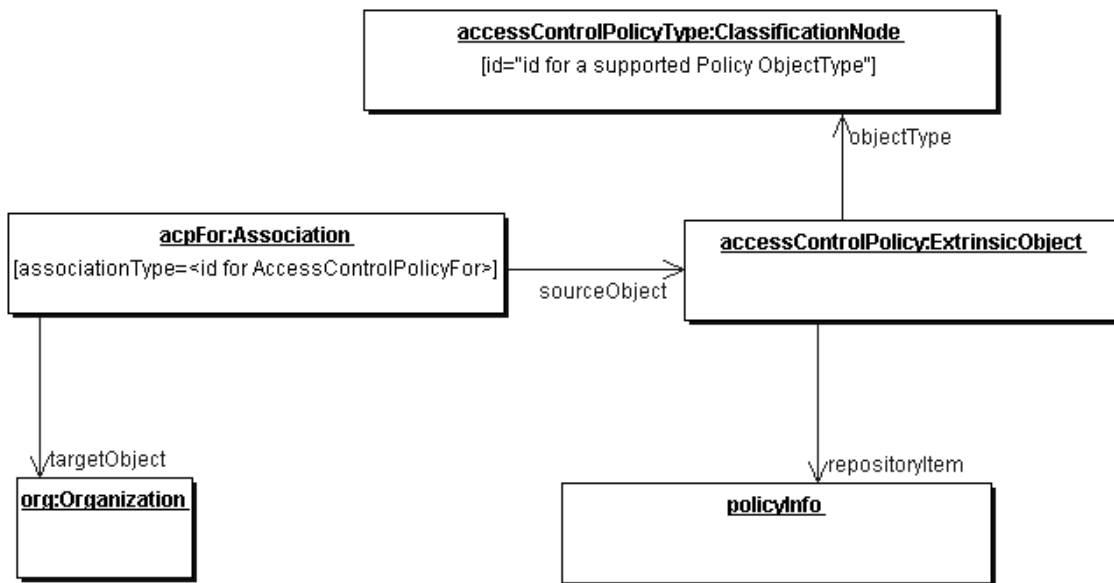 accessControlPolicyType:ClassificationNode
[id="id for a supported Policy ObjectType"]
objectType
acpFor:Association
[associationType=<id for AccessControlPolicyFor>]
sourceObject
accessControlPolicy:ExtrinsicObject
targetObject
org:Organization
repositoryItem
policyInfo